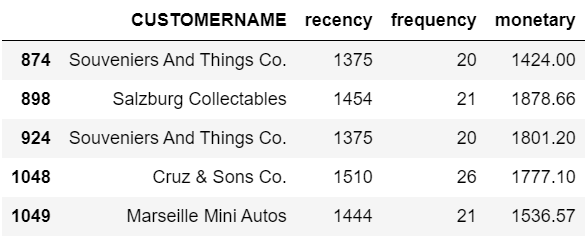 CUSTOMERNAME recency frequency monetary
874 Souveniers And Things Co. 1375 20 1424.00
898 Salzburg Collectables 1454 21 1878.66
924 Souveniers And Things Co. 1375 20 1801.20
1048 Cruz & Sons Co. 1510 26 1777.10
1049 Marseille Mini Autos 1444 21 1536.57